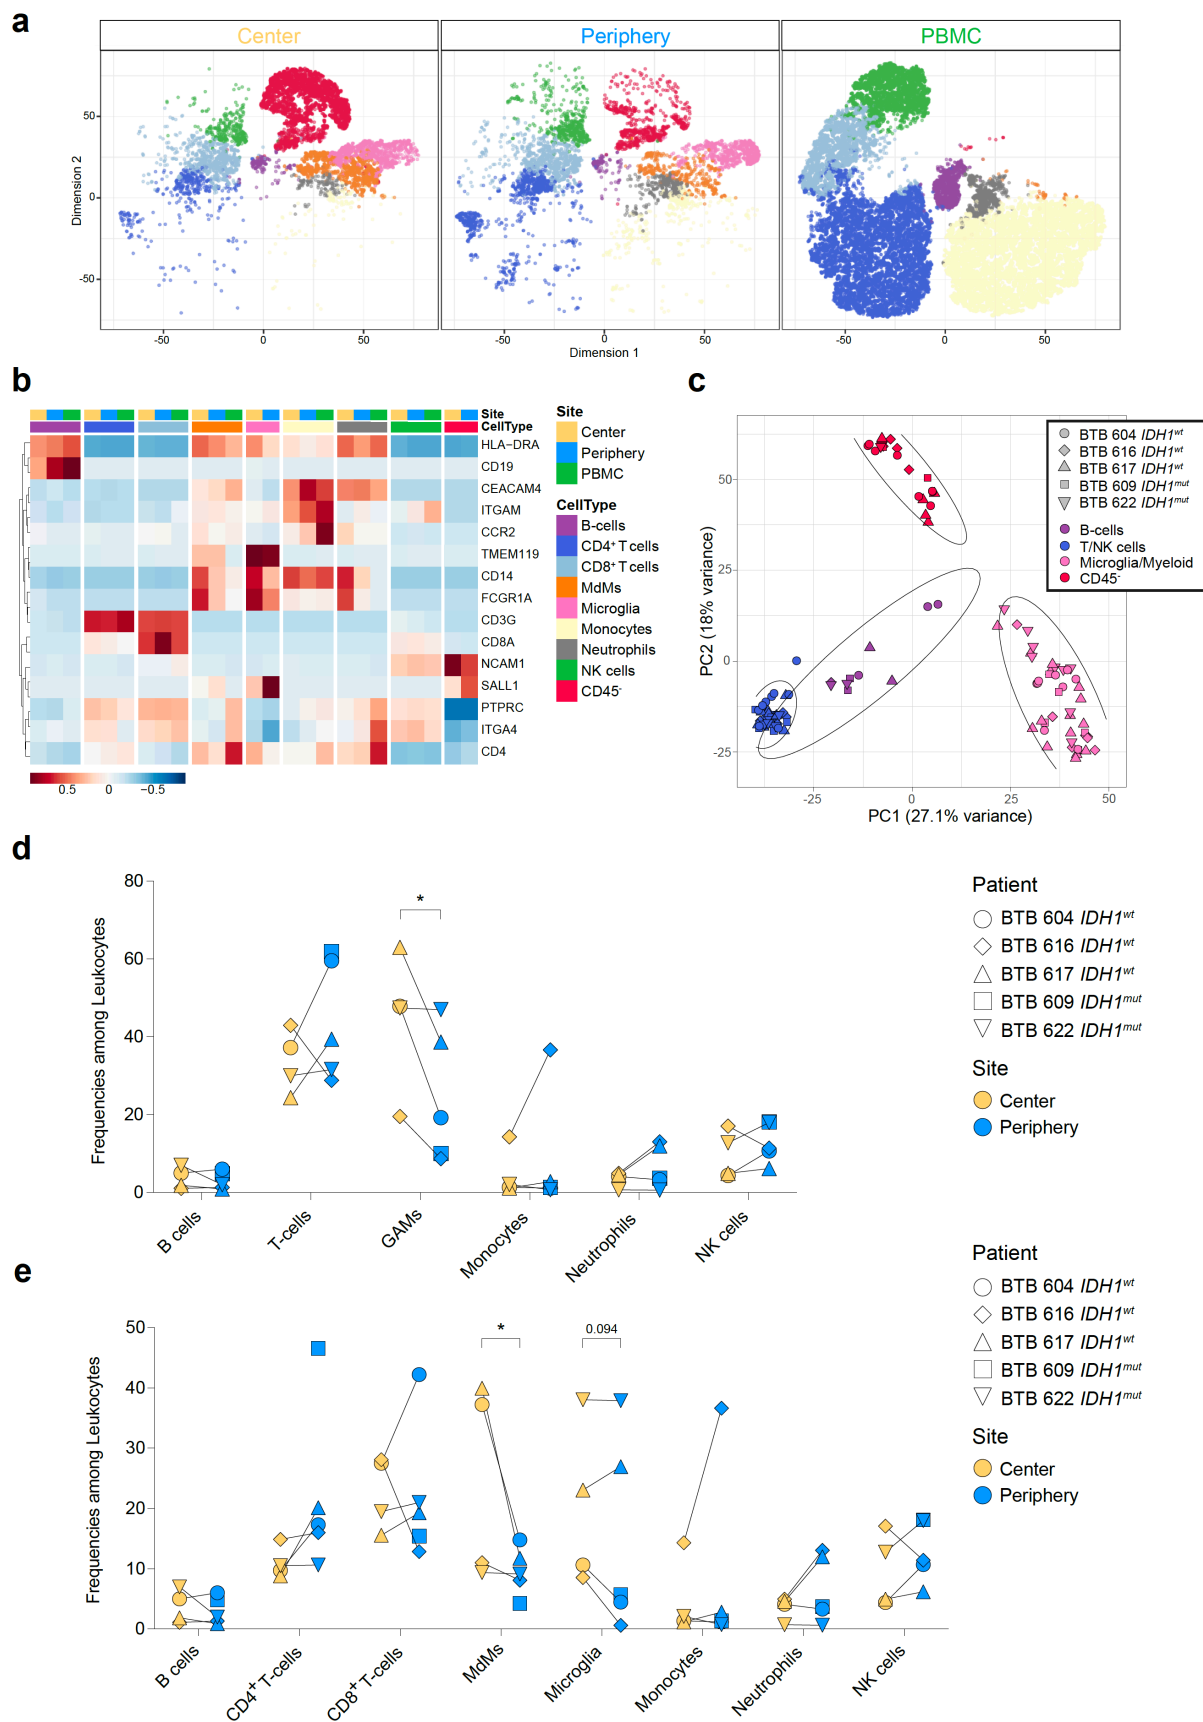 a
Center
Periphery
PBMC
Dimension 2
50
0
-50
-50
0
50
-50
0
50
-50
0
50
Dimension 1
b
Site
CellType
HLA−DRA
CD19
CEACAM4
ITGAM
CCR2
TMEM119
CD14
FCGR1A
CD3G
CD8A
NCAM1
SALL1
PTPRC
ITGA4
CD4
0.5
0
−0.5
Site
Center
Periphery
PBMC
CellType
B-cells
CD4⁺ T cells
CD8⁺ T cells
MdMs
Microglia
Monocytes
Neutrophils
NK cells
CD45⁻
c
PC2 (18% variance)
50
25
0
-25
-25
0
25
50
PC1 (27.1% variance)
BTB 604 IDH1ʷᵗ
BTB 616 IDH1ʷᵗ
BTB 617 IDH1ʷᵗ
BTB 609 IDH1ᵐᵘᵗ
BTB 622 IDH1ᵐᵘᵗ
B-cells
T/NK cells
Microglia/Myeloid
CD45⁻
d
Frequencies among Leukocytes
80
60
40
20
0
*
B cells
T-cells
GAMs
Monocytes
Neutrophils
NK cells
Patient
BTB 604 IDH1ʷᵗ
BTB 616 IDH1ʷᵗ
BTB 617 IDH1ʷᵗ
BTB 609 IDH1ᵐᵘᵗ
BTB 622 IDH1ᵐᵘᵗ
Site
Center
Periphery
e
Frequencies among Leukocytes
50
40
30
20
10
0
*
0.094
B cells
CD4⁺ T-cells
CD8⁺ T-cells
MdMs
Microglia
Monocytes
Neutrophils
NK cells
Patient
BTB 604 IDH1ʷᵗ
BTB 616 IDH1ʷᵗ
BTB 617 IDH1ʷᵗ
BTB 609 IDH1ᵐᵘᵗ
BTB 622 IDH1ᵐᵘᵗ
Site
Center
Periphery